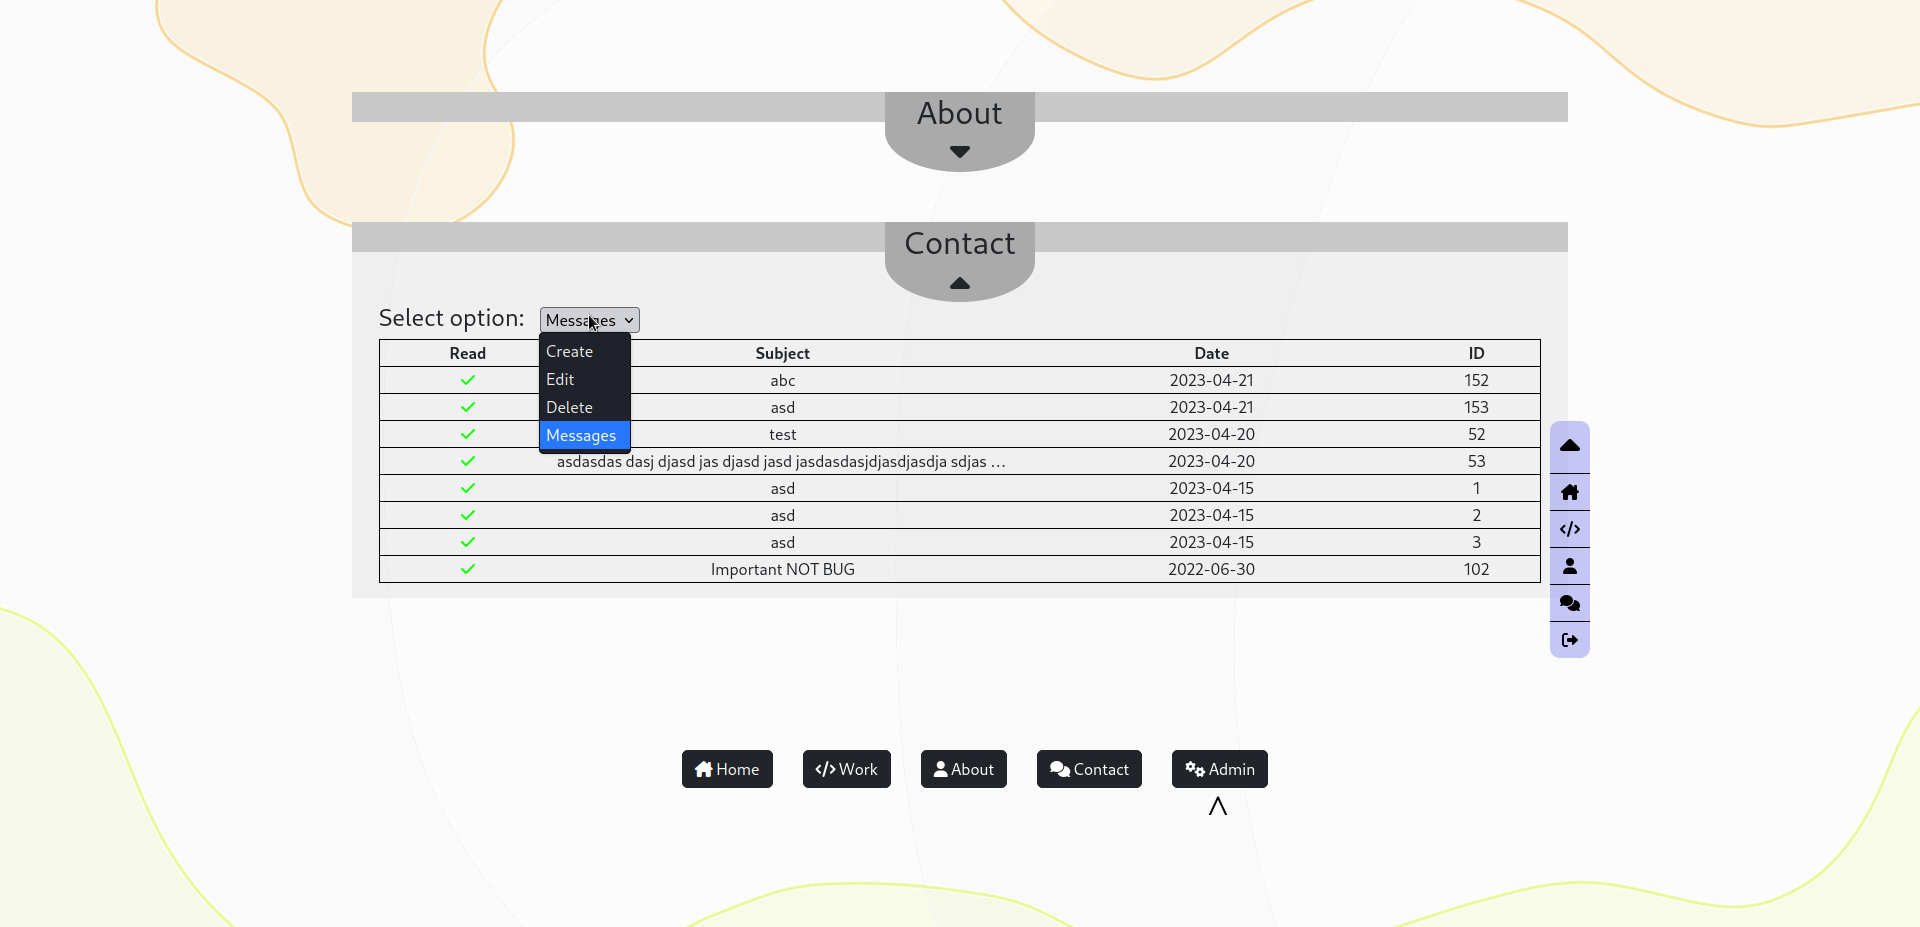 About
Contact
Select option: Messages
Create
Edit
Delete
Messages
Read Subject Date ID
abc 2023-04-21 152
asd 2023-04-21 153
test 2023-04-20 52
asdasdas dasj djasd jas djasd jasd jasdasdasjdjasdjasdja sdjas ... 2023-04-20 53
asd 2023-04-15 1
asd 2023-04-15 2
asd 2023-04-15 3
Important NOT BUG 2022-06-30 102
Home Work About Contact Admin